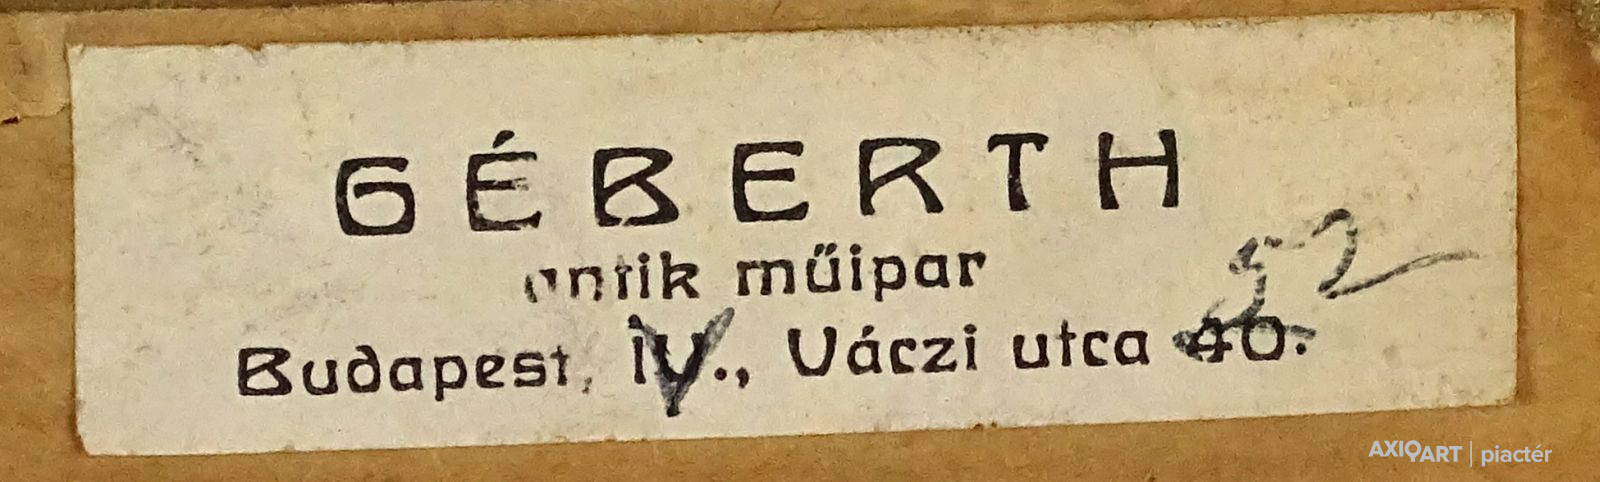 GÉBERTH
antik műipar
52
Budapest, IV., Váczi utca 40.
AXIOART | piactér